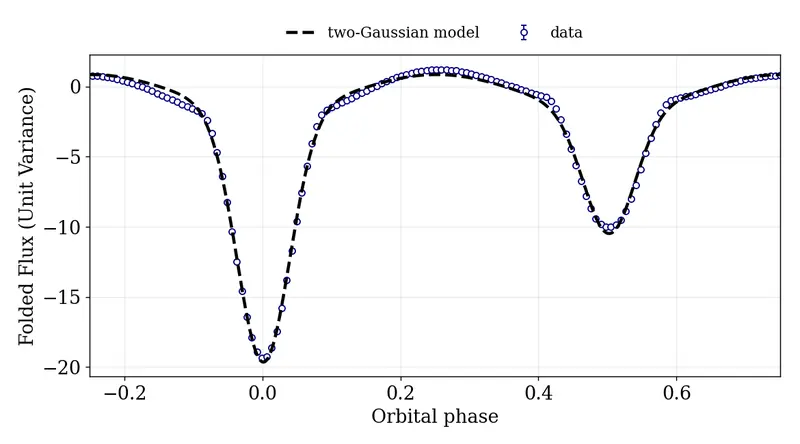 two-Gaussian model
data
Folded Flux (Unit Variance)
0
−5
−10
−15
−20
−0.2
0.0
0.2
0.4
0.6
Orbital phase